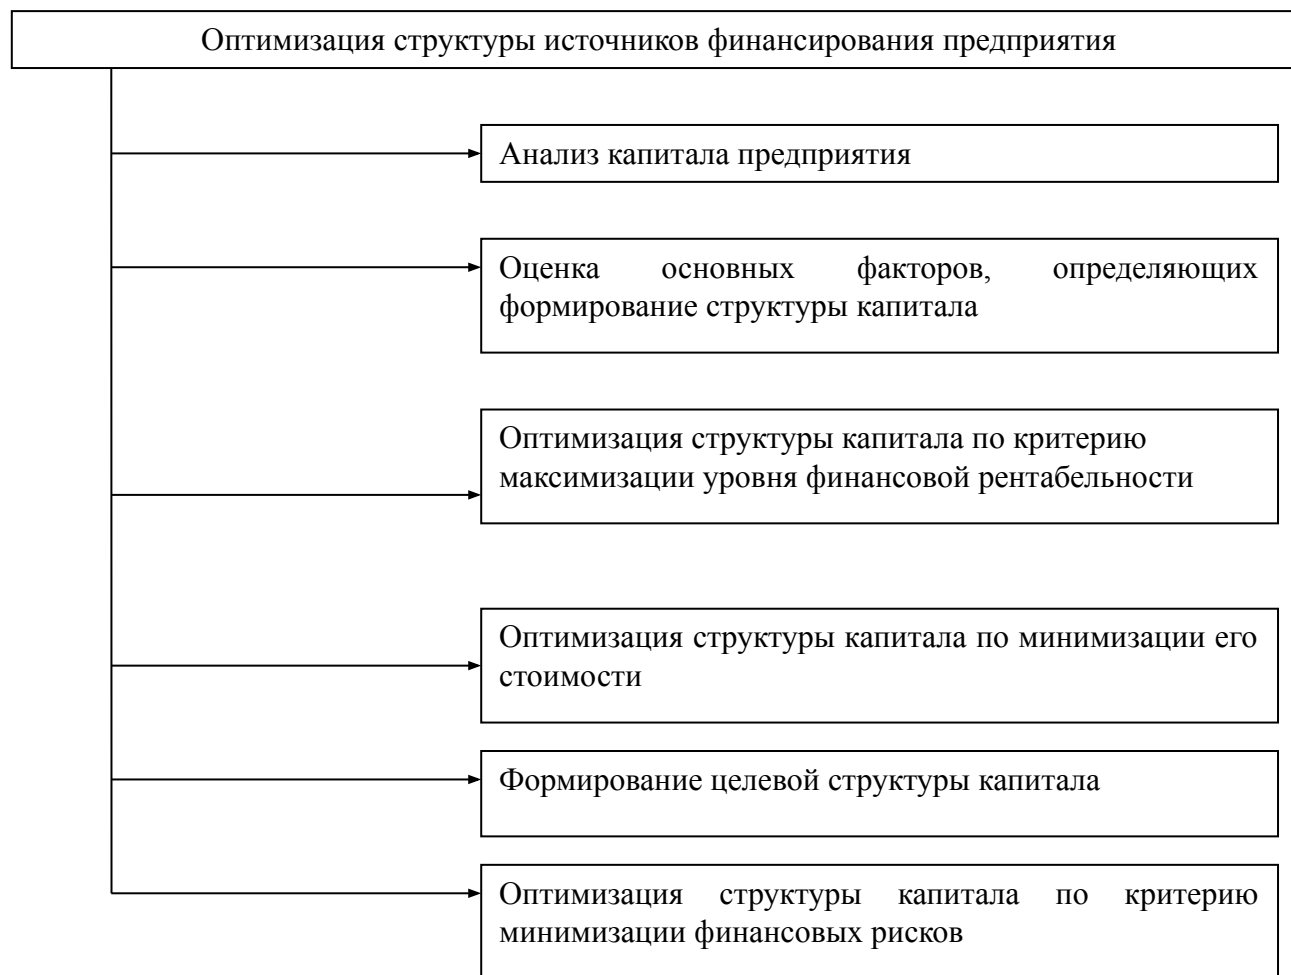 Оптимизация структуры источников финансирования предприятия
Анализ капитала предприятия
Оценка основных факторов, определяющих
формирование структуры капитала
Оптимизация структуры капитала по критерию
максимизации уровня финансовой рентабельности
Оптимизация структуры капитала по минимизации его
стоимости
Формирование целевой структуры капитала
Оптимизация структуры капитала по критерию
минимизации финансовых рисков